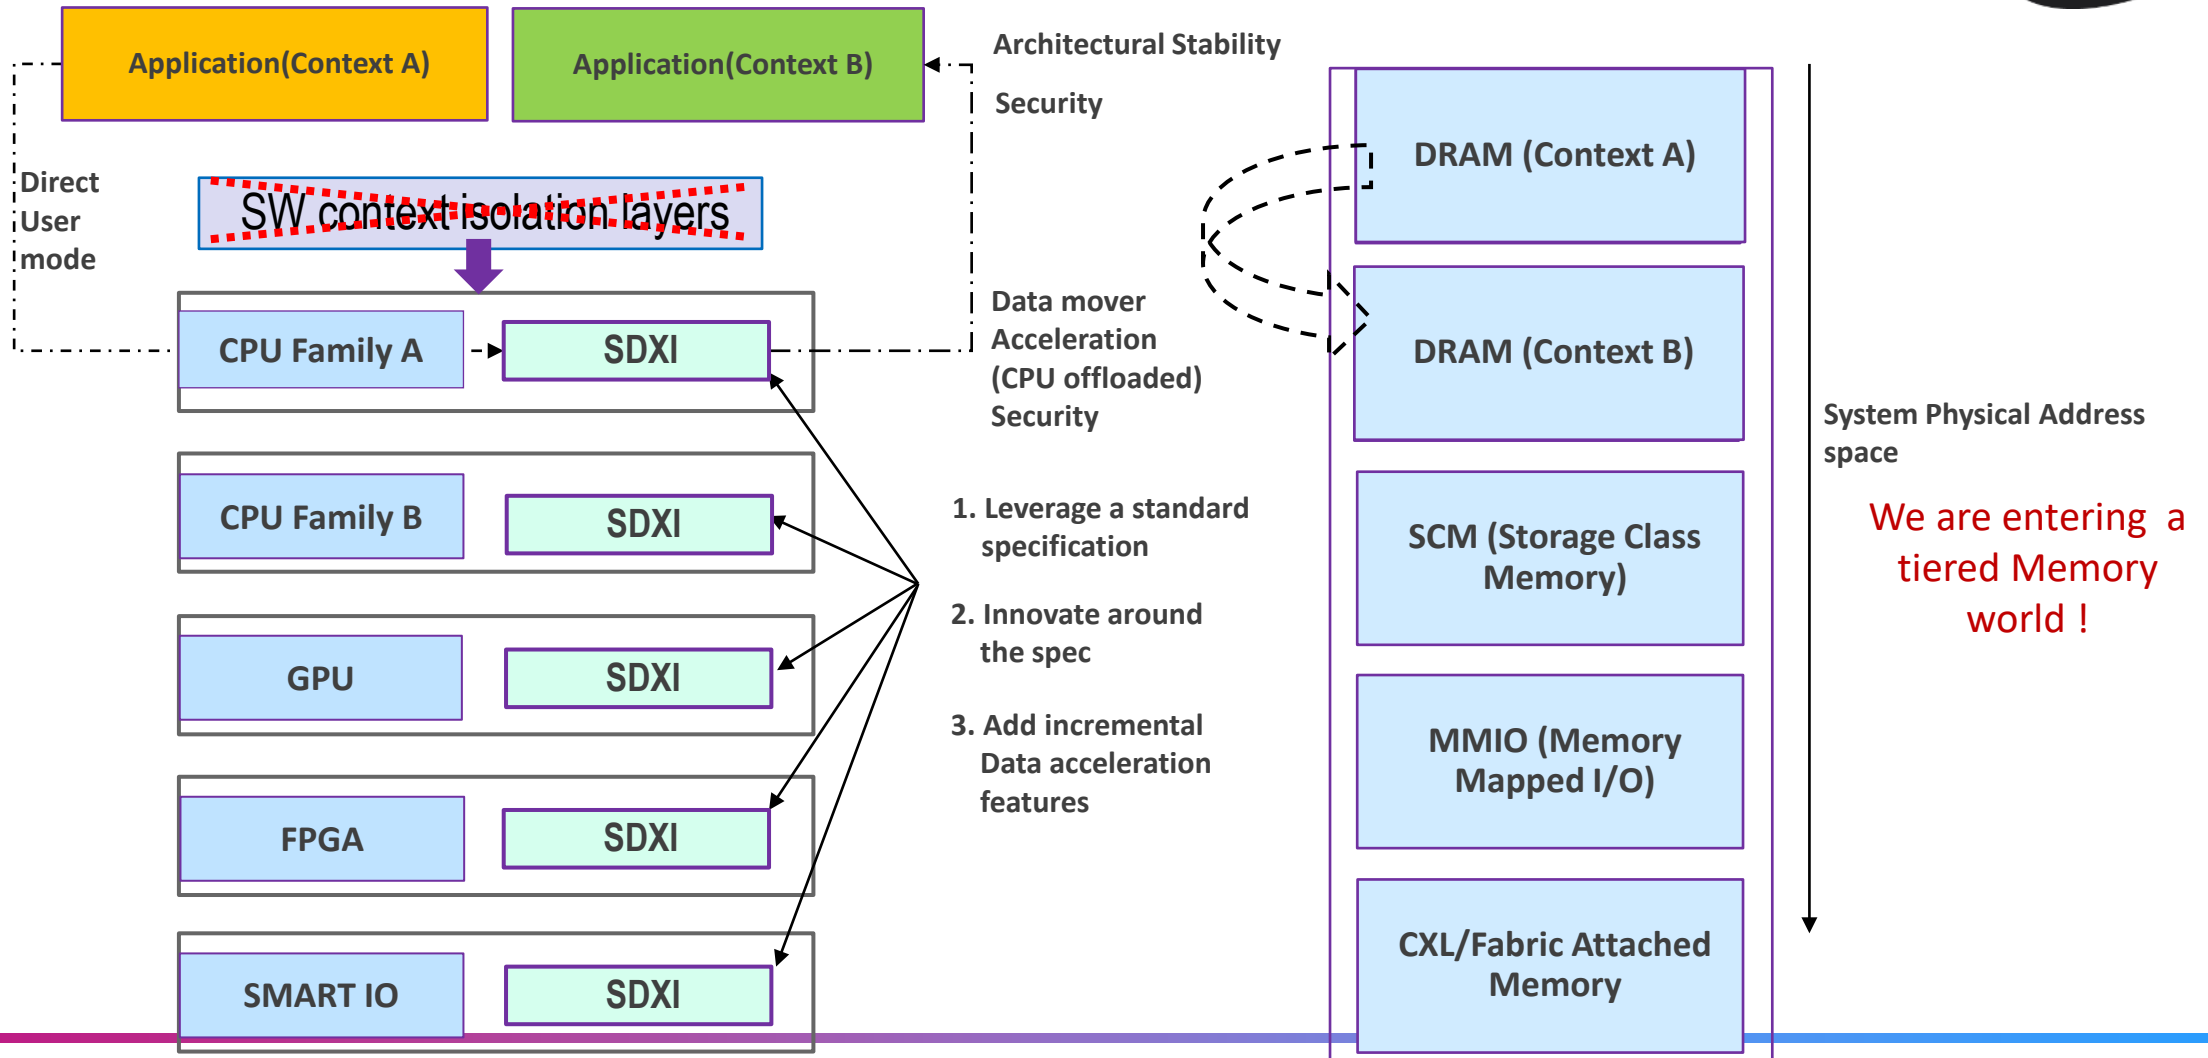 Application(Context A)
Application(Context B)
Architectural Stability
Security
Direct
User
mode
SW context isolation layers
CPU Family A
SDXI
CPU Family B
SDXI
GPU
SDXI
FPGA
SDXI
SMART IO
SDXI
Data mover
Acceleration
(CPU offloaded)
Security
1. Leverage a standard
specification
2. Innovate around
the spec
3. Add incremental
Data acceleration
features
DRAM (Context A)
DRAM (Context B)
SCM (Storage Class
Memory)
MMIO (Memory
Mapped I/O)
CXL/Fabric Attached
Memory
System Physical Address
space
We are entering a
tiered Memory
world !